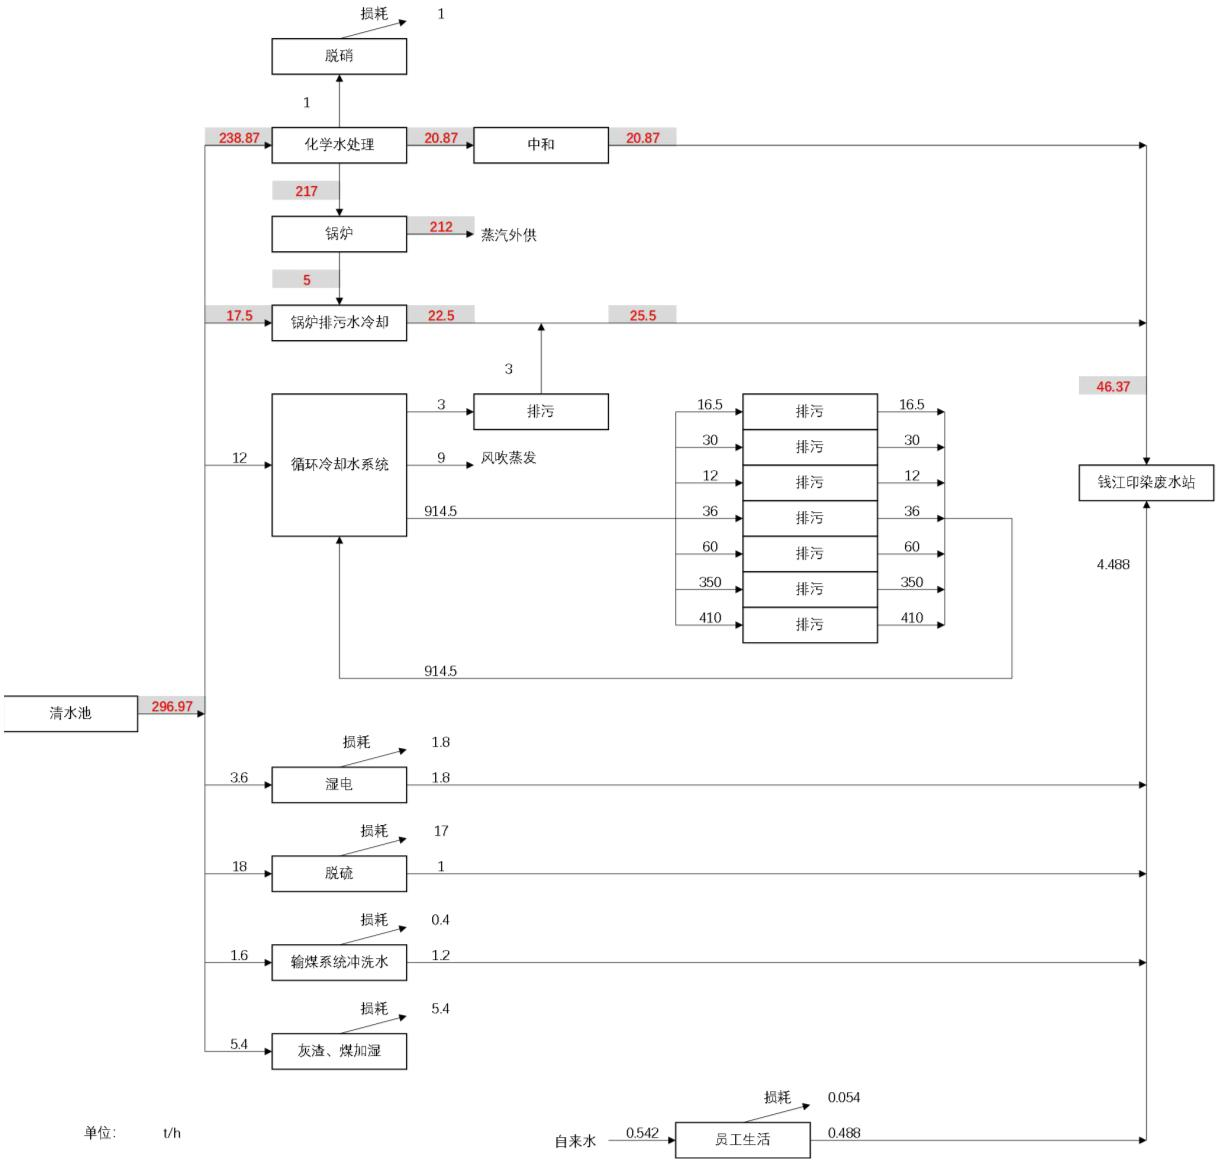 损耗 1
脱硝
1
238.87 化学水处理 20.87 中和 20.87
217
锅炉 212 蒸汽外供
5
17.5 锅炉排污水冷却 22.5 25.5
3
46.37
12 循环冷却水系统
3 排污
9 风吹蒸发
914.5
16.5 排污 16.5
30 排污 30
12 排污 12
36 排污 36
60 排污 60
350 排污 350
410 排污 410
钱江印染废水站
4.488
914.5
清水池 296.97
损耗 1.8
3.6 湿电 1.8
损耗 17
18 脱硫 1
损耗 0.4
1.6 输煤系统冲洗水 1.2
损耗 5.4
5.4 灰渣、煤加湿
损耗 0.054
自来水 0.542 员工生活 0.488
单位: t/h